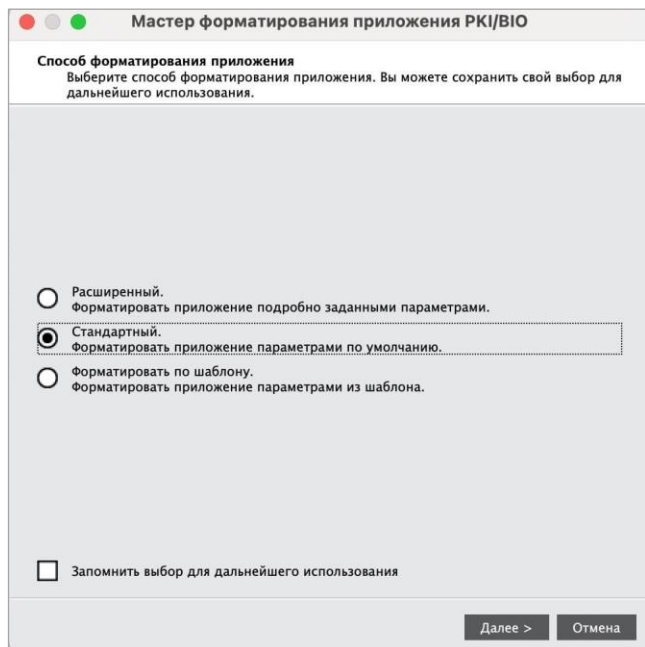 Мастер форматирования приложения PKI/BIO
Способ форматирования приложения
Выберите способ форматирования приложения. Вы можете сохранить свой выбор для
дальнейшего использования.
Расширенный.
Форматировать приложение подробно заданными параметрами.
Стандартный.
Форматировать приложение параметрами по умолчанию.
Форматировать по шаблону.
Форматировать приложение параметрами из шаблона.
Запомнить выбор для дальнейшего использования
Далее >
Отмена